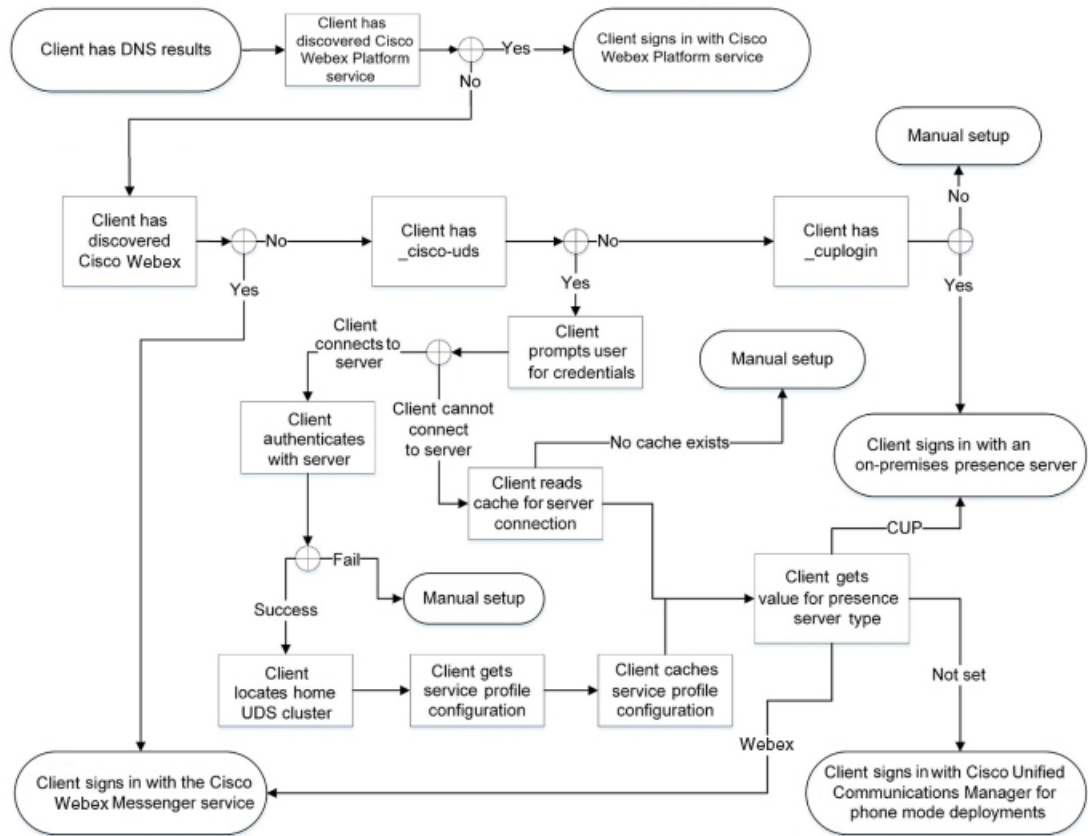 Client has DNS results
Client has
discovered Cisco
Webex Platform
service
Yes
Client signs in with Cisco
Webex Platform service
No
Manual setup
No
Client has
discovered
Cisco Webex
No
Client has
_cisco-uds
No
Client has
_cuplogin
Yes
Yes
Yes
Client
connects to
server
Client
prompts user
for credentials
Manual setup
Client
authenticates
with server
Client cannot
connect
to server
No cache exists
Client signs in with an
on-premises presence server
Client reads
cache for server
connection
CUP
Fail
Client gets
value for presence
server type
Manual setup
Success
Client
locates home
UDS cluster
Client gets
service profile
configuration
Client caches
service profile
configuration
Not set
Webex
Client signs in with the Cisco
Webex Messenger service
Client signs in with Cisco Unified
Communications Manager for
phone mode deployments